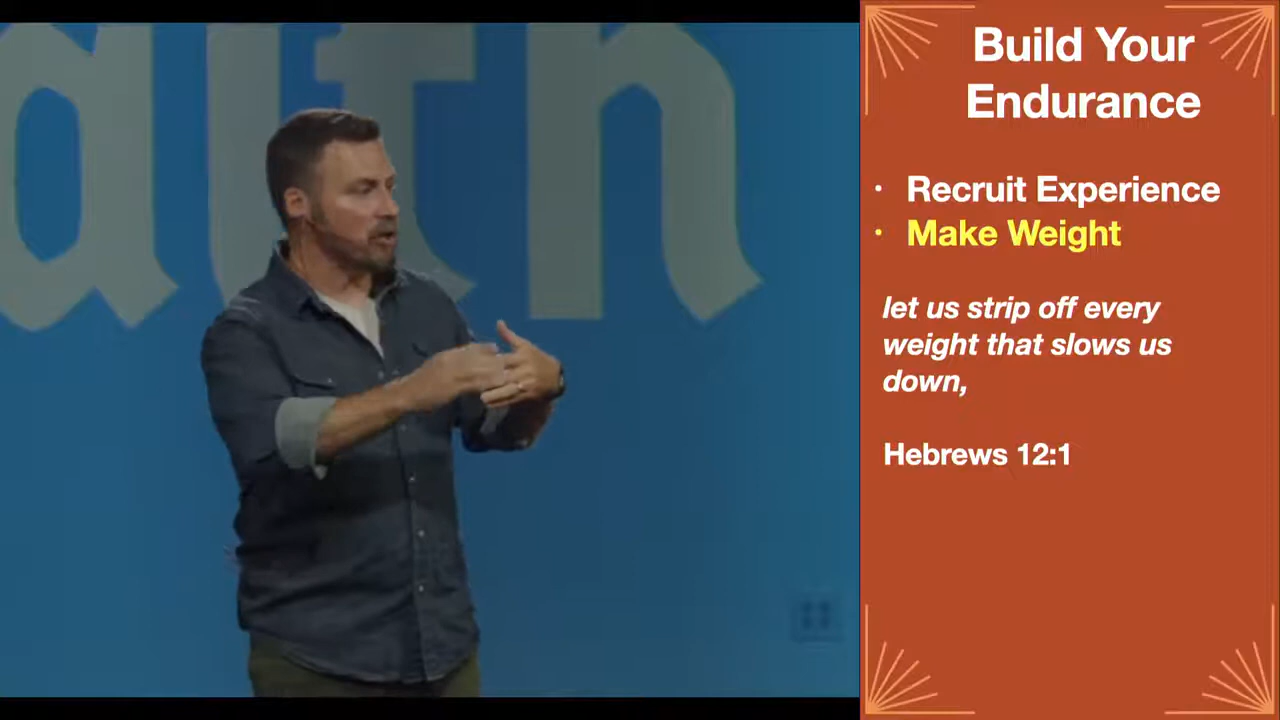 aith
Build Your
Endurance
• Recruit Experience
• Make Weight
let us strip off every
weight that slows us
down,
Hebrews 12:1